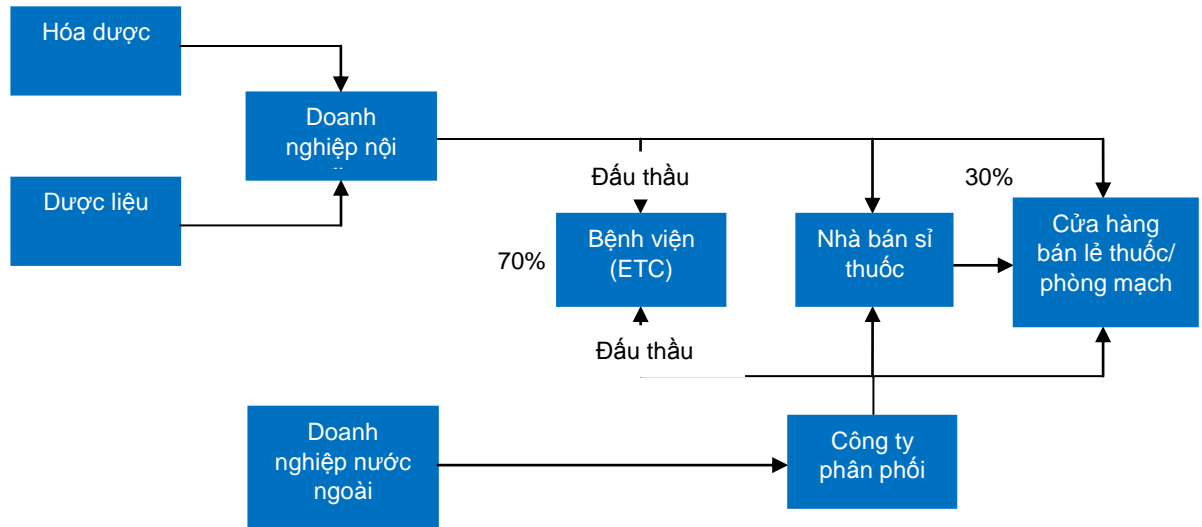 Hóa dược
Doanh
nghiệp nội
Dược liệu
Đấu thầu
30%
70%
Bệnh viện
(ETC)
Nhà bán sỉ
thuốc
Cửa hàng
bán lẻ thuốc/
phòng mạch
Đấu thầu
Doanh
nghiệp nước
ngoài
Công ty
phân phối